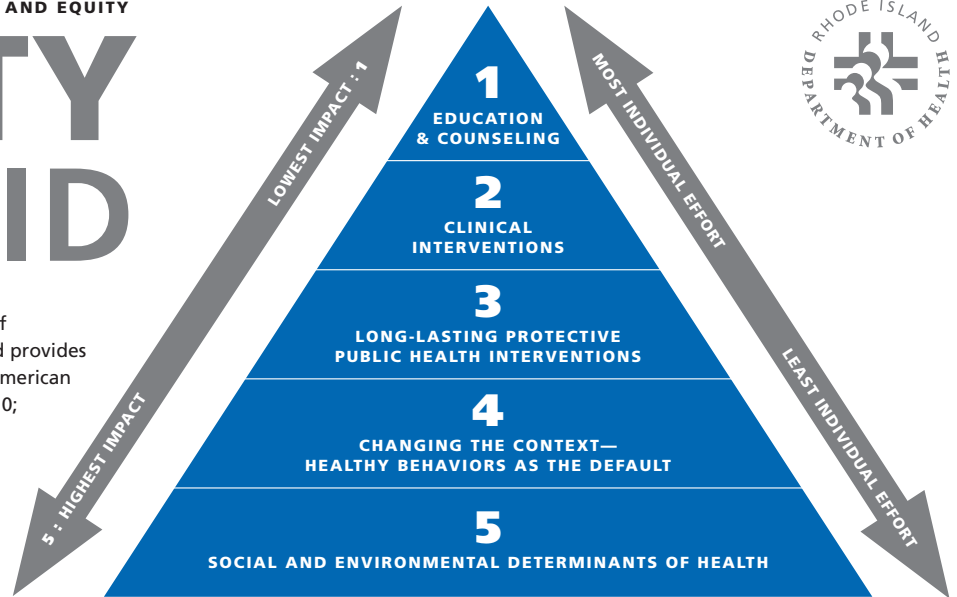 AND EQUITY
TY
ID
f
d provides
merican
0;
LOWEST IMPACT : 1
5 : HIGHEST IMPACT
1
EDUCATION
& COUNSELING
2
CLINICAL
INTERVENTIONS
3
LONG-LASTING PROTECTIVE
PUBLIC HEALTH INTERVENTIONS
4
CHANGING THE CONTEXT—
HEALTHY BEHAVIORS AS THE DEFAULT
5
SOCIAL AND ENVIRONMENTAL DETERMINANTS OF HEALTH
MOST INDIVIDUAL EFFORT
LEAST INDIVIDUAL EFFORT
RHODE ISLAND
DEPARTMENT OF HEALTH